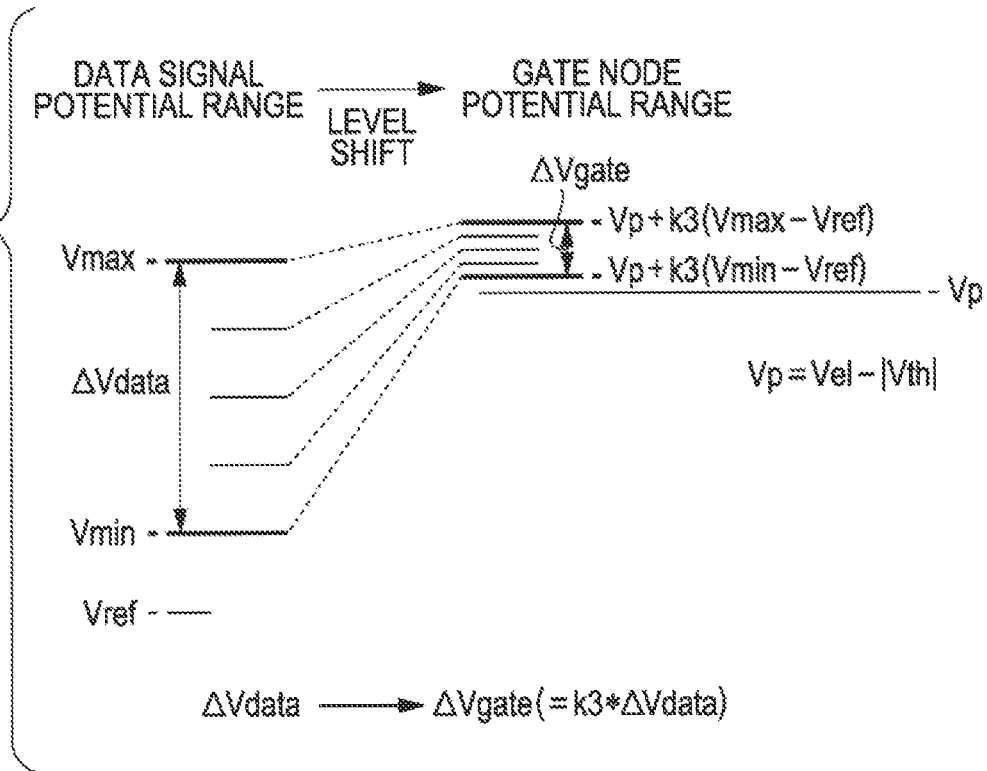 DATA SIGNAL
POTENTIAL RANGE
LEVEL
SHIFT
GATE NODE
POTENTIAL RANGE
ΔVgate
Vp + k3(Vmax – Vref)
Vmax
Vp + k3(Vmin – Vref)
Vp
ΔVdata
Vp = Vel – |Vth|
Vmin
Vref
ΔVdata → ΔVgate(= k3*ΔVdata)